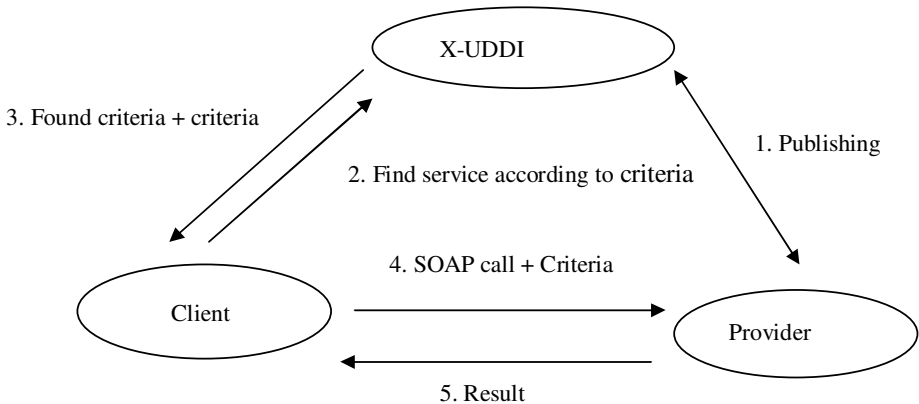 X-UDDI
3. Found criteria + criteria
1. Publishing
2. Find service according to criteria
4. SOAP call + Criteria
Client
Provider
5. Result